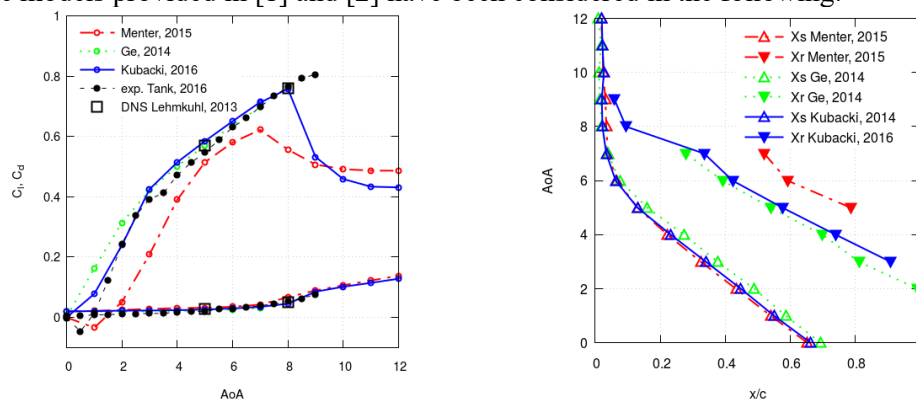 models provided in [1] and [2] have been considered in the following.
Menter, 2015
Ge, 2014
Kubacki, 2016
exp. Tank, 2016
DNS Lehmkuhl, 2013
1
0.8
0.6
0.4
0.2
0
Cl, Cd
0 2 4 6 8 10 12
AoA
Xs Menter, 2015
Xr Menter, 2015
Xs Ge, 2014
Xr Ge, 2014
Xs Kubacki, 2014
Xr Kubacki, 2016
12
10
8
6
4
2
0
AoA
0 0.2 0.4 0.6 0.8
x/c